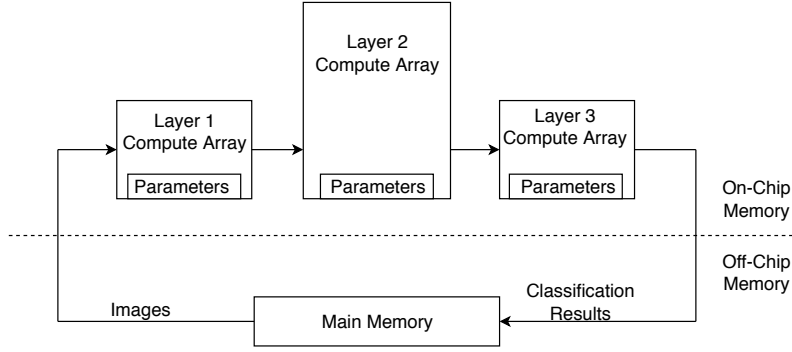 Layer 2
Compute Array
Layer 1
Compute Array
Layer 3
Compute Array
Parameters
Parameters
Parameters
On-Chip
Memory
Off-Chip
Memory
Images
Main Memory
Classification
Results